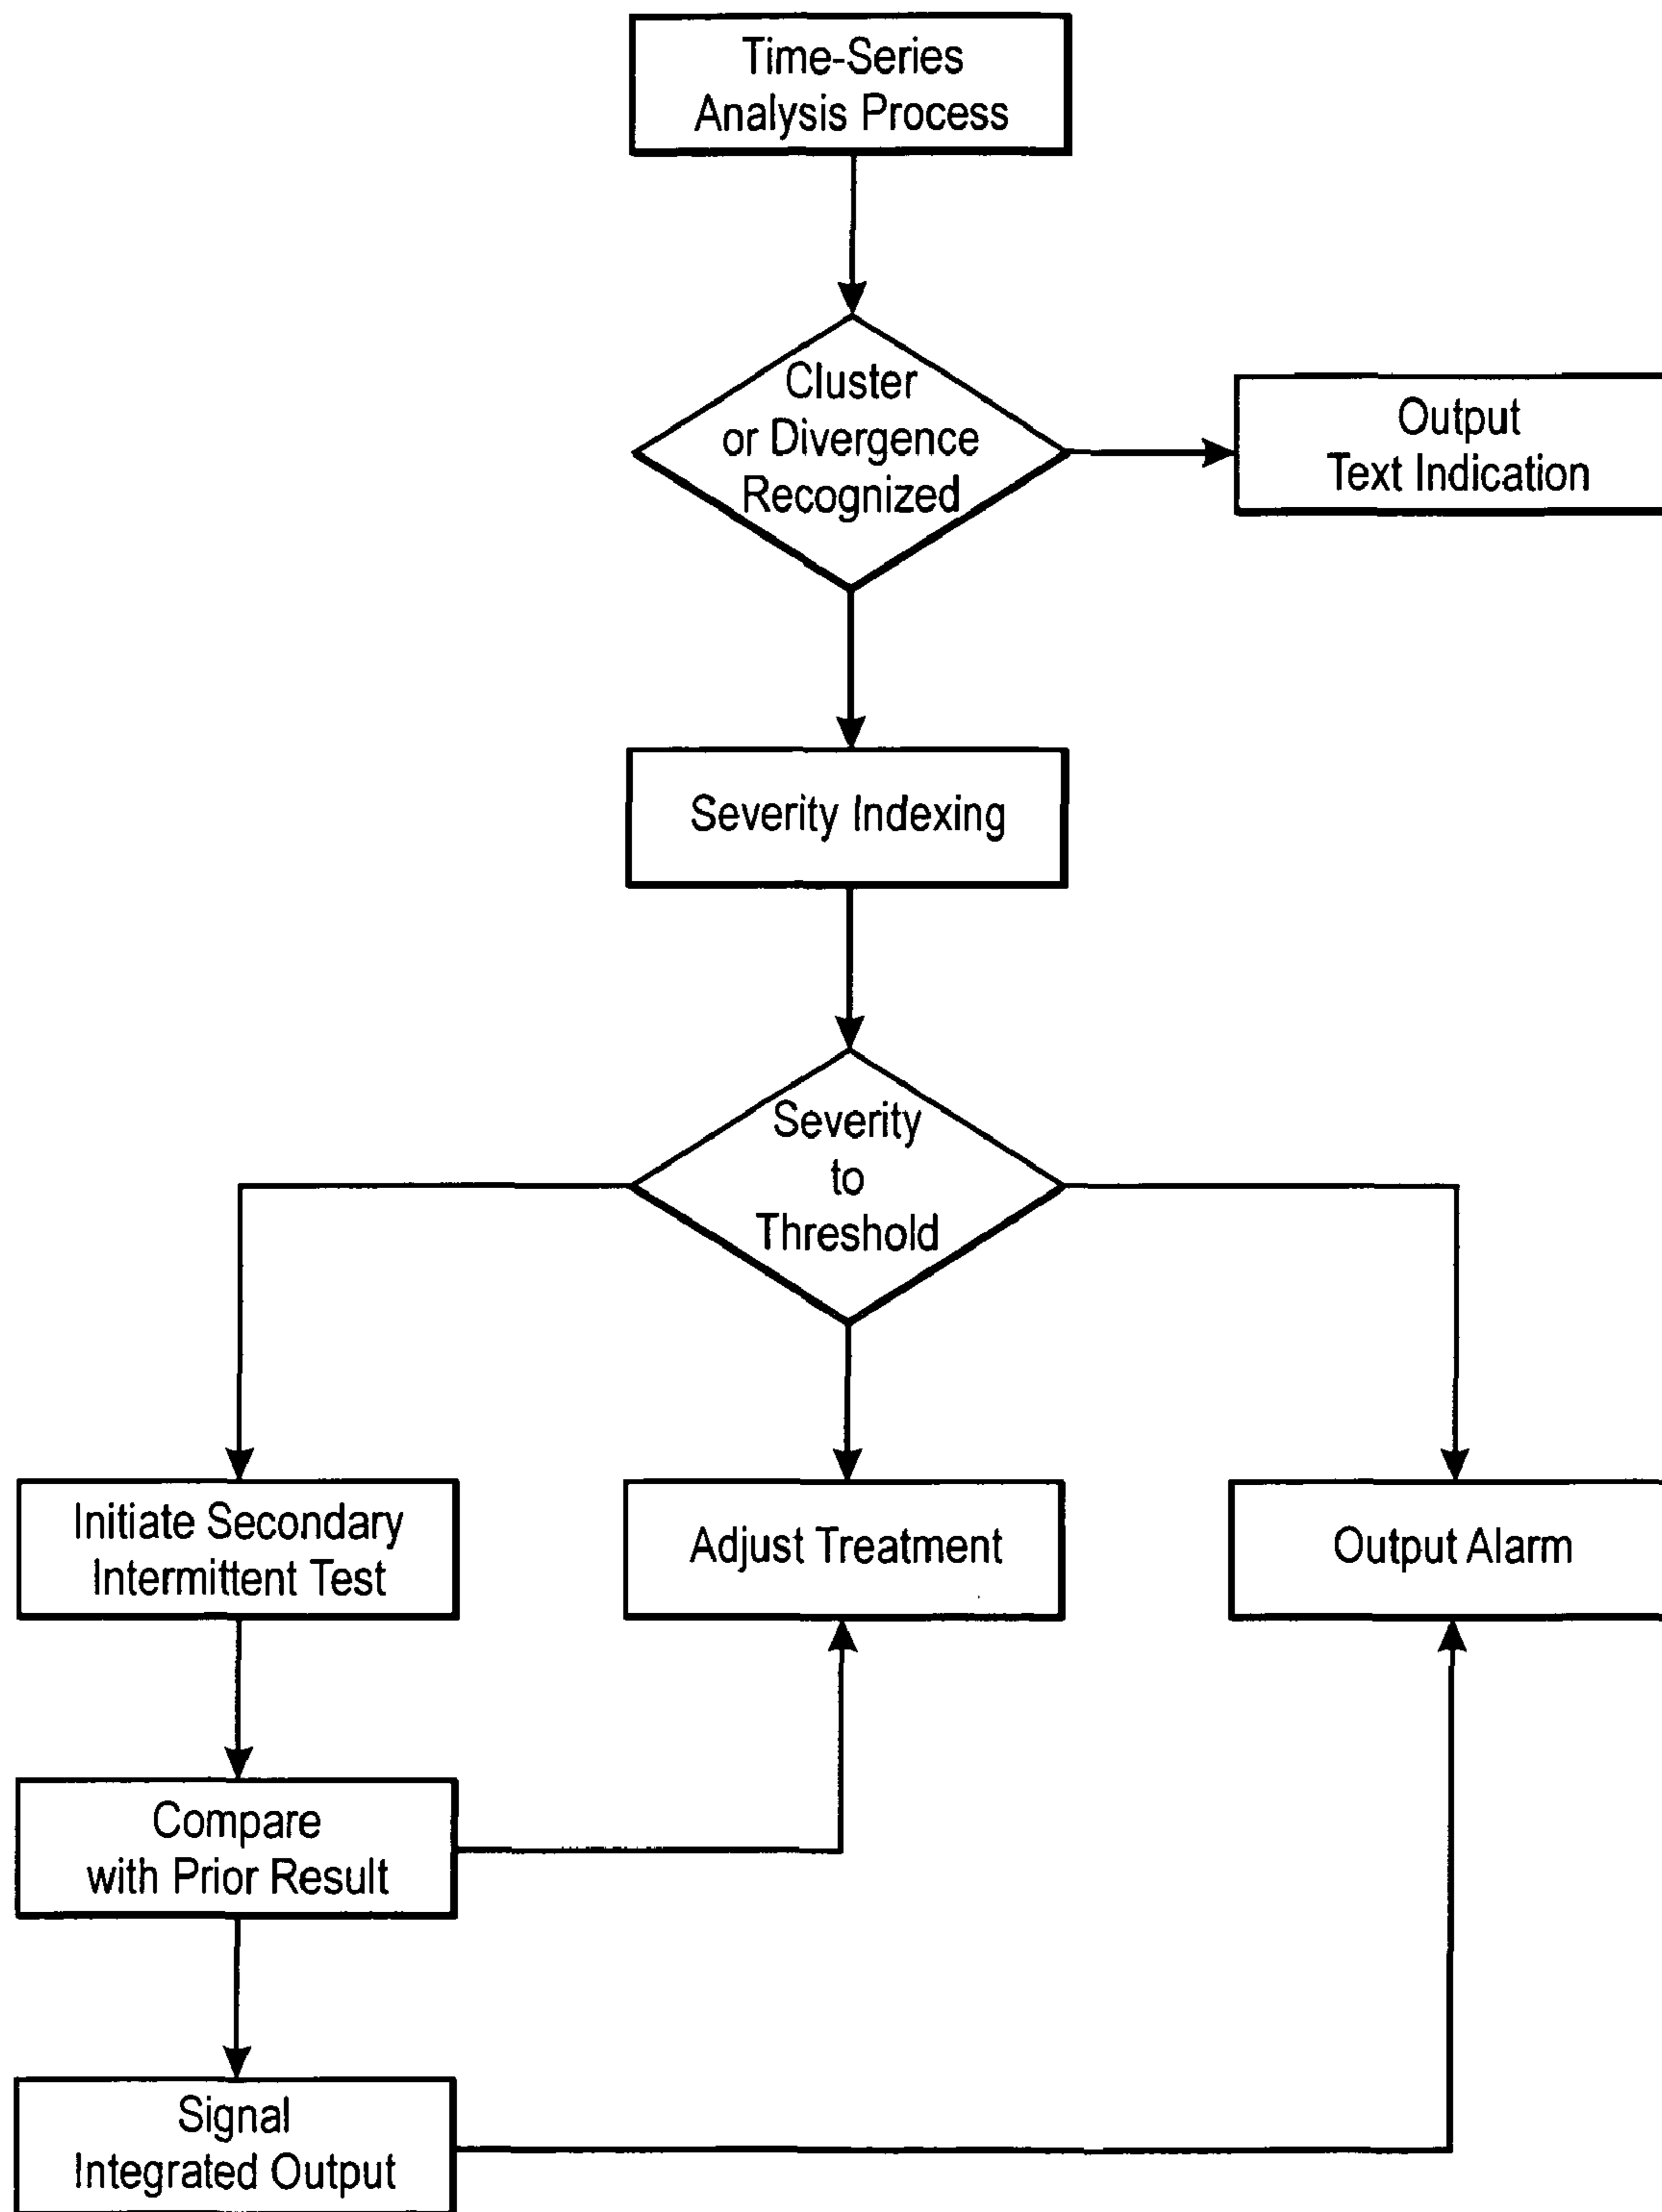 Time-Series
Analysis Process
Cluster
or Divergence
Recognized
Output
Text Indication
Severity Indexing
Severity
to
Threshold
Initiate Secondary
Intermittent Test
Adjust Treatment
Output Alarm
Compare
with Prior Result
Signal
Integrated Output